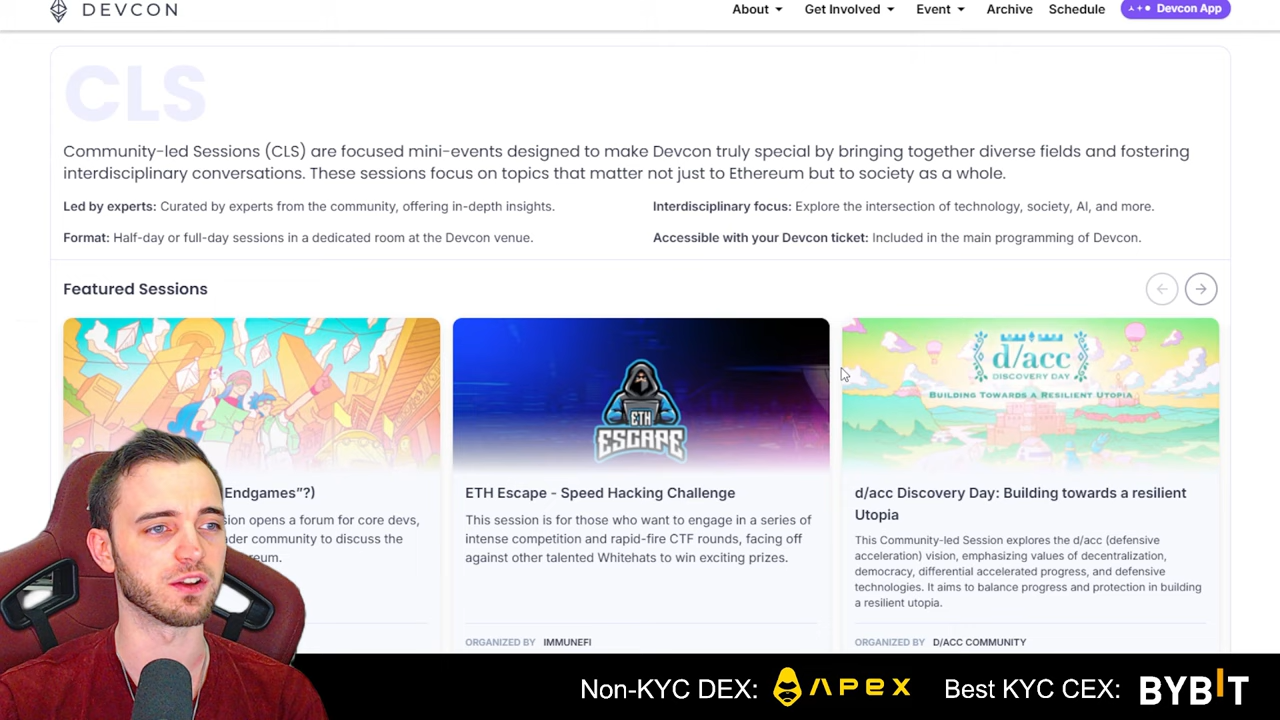 DEVCON
About
Get Involved
Event
Archive
Schedule
Devcon App
CLS
Community-led Sessions (CLS) are focused mini-events designed to make Devcon truly special by bringing together diverse fields and fostering
interdisciplinary conversations. These sessions focus on topics that matter not just to Ethereum but to society as a whole.
Led by experts: Curated by experts from the community, offering in-depth insights.
Interdisciplinary focus: Explore the intersection of technology, society, AI, and more.
Format: Half-day or full-day sessions in a dedicated room at the Devcon venue.
Accessible with your Devcon ticket: Included in the main programming of Devcon.
Featured Sessions
Endgames"?)
opens a forum for core devs,
community to discuss the
ETH
ESCAPE
ETH Escape - Speed Hacking Challenge
This session is for those who want to engage in a series of
intense competition and rapid-fire CTF rounds, facing off
against other talented Whitehats to win exciting prizes.
ORGANIZED BY IMMUNEFI
d/acc
DISCOVERY DAY
BUILDING TOWARDS A RESILIENT UTOPIA
d/acc Discovery Day: Building towards a resilient
Utopia
This Community-led Session explores the d/acc (defensive
acceleration) vision, emphasizing values of decentralization,
democracy, differential accelerated progress, and defensive
technologies. It aims to balance progress and protection in building
a resilient utopia.
ORGANIZED BY D/ACC COMMUNITY
Non-KYC DEX: APEX
Best KYC CEX: BYBIT